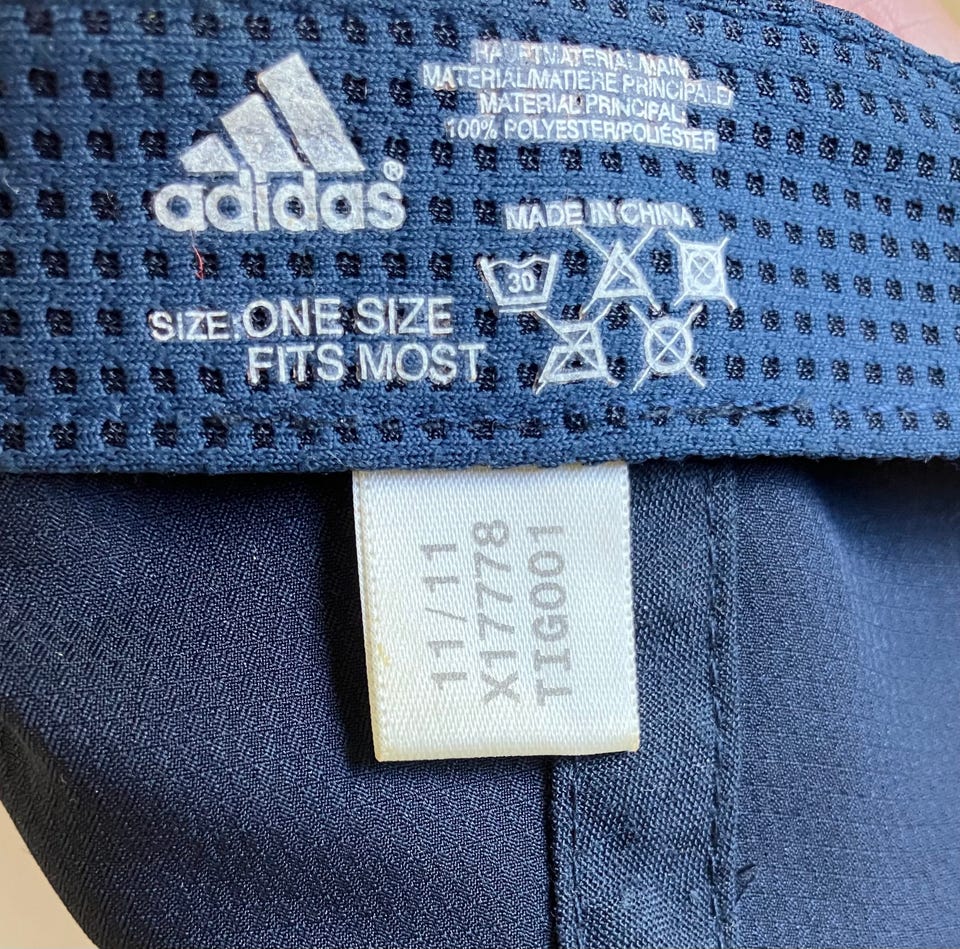 adidas®
SIZE: ONE SIZE
FITS MOST
HAUPTMATERIAL/MAIN
MATERIAL/MATIERE PRINCIPALE/
MATERIAL PRINCIPAL:
100% POLYESTER/POLIÉSTER
MADE IN CHINA
30
11/11
X17778
TIG001